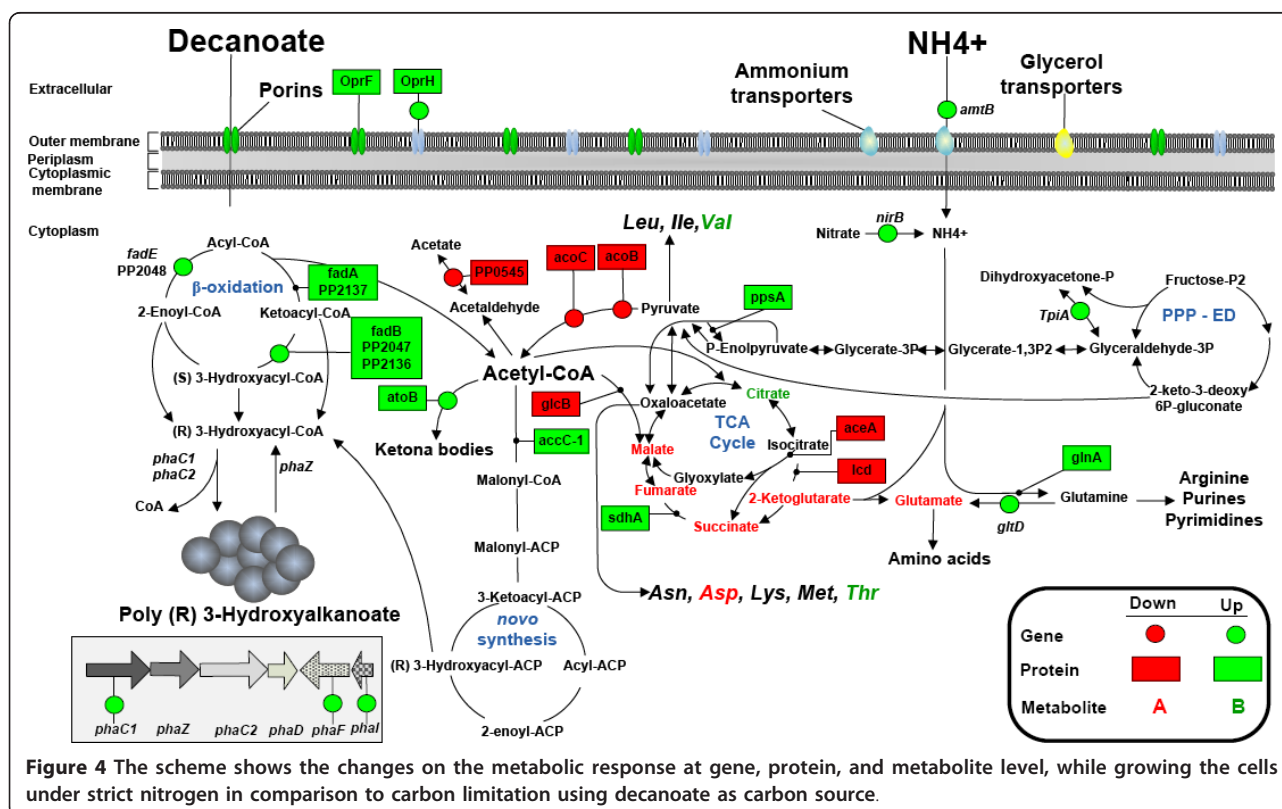 Decanoate
NH4+
Extracellular
Porins
OprF
OprH
Ammonium
transporters
Glycerol
transporters
amtB
Outer membrane
Periplasm
Cytoplasmic
membrane
Cytoplasm
Leu, Ile, Val
nirB
Nitrate
NH4+
fadE
PP2048
Acyl-CoA
β-oxidation
fadA
PP2137
2-Enoyl-CoA
Ketoacyl-CoA
fadB
PP2047
PP2136
(S) 3-Hydroxyacyl-CoA
(R) 3-Hydroxyacyl-CoA
Acetate
PP0545
Acetaldehyde
acoC
acoB
Pyruvate
ppsA
P-Enolpyruvate
Glycerate-3P
Glycerate-1,3P2
Glyceraldehyde-3P
Dihydroxyacetone-P
Fructose-P2
TpiA
PPP - ED
2-keto-3-deoxy
6P-gluconate
Acetyl-CoA
atoB
Ketona bodies
accC-1
glcB
Oxaloacetate
Citrate
TCA
Cycle
Isocitrate
aceA
Malate
Glyoxylate
lcd
Fumarate
2-Ketoglutarate
Glutamate
sdhA
Succinate
glnA
Glutamine
gltD
Arginine
Purines
Pyrimidines
Amino acids
phaC1
phaC2
phaZ
CoA
Malonyl-CoA
Malonyl-ACP
3-Ketoacyl-ACP
novo
synthesis
(R) 3-Hydroxyacyl-ACP
Acyl-ACP
2-enoyl-ACP
Asn, Asp, Lys, Met, Thr
Poly (R) 3-Hydroxyalkanoate
phaC1
phaZ
phaC2
phaD
phaF
phaI
Down
Up
Gene
Protein
Metabolite
A
B
Figure 4 The scheme shows the changes on the metabolic response at gene, protein, and metabolite level, while growing the cells
under strict nitrogen in comparison to carbon limitation using decanoate as carbon source.